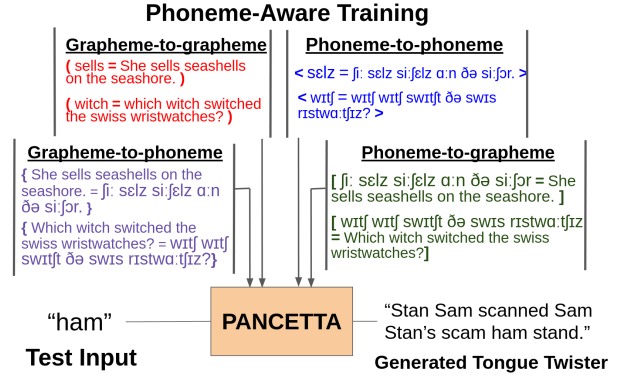 Phoneme-Aware Training
Grapheme-to-grapheme
( sells = She sells seashells
on the seashore. )
( witch = which witch switched
the swiss wristwatches? )
Phoneme-to-phoneme
< sɛlz = ʃiː sɛlz siːʃɛlz ɑːn ðə siːʃɔr. >
< wɪtʃ = wɪtʃ wɪtʃ swɪtʃt ðə swɪs
rɪstwɑːtʃɪz? >
Grapheme-to-phoneme
{ She sells seashells on the
seashore. = ʃiː sɛlz siːʃɛlz ɑːn
ðə siːʃɔr. }
{ Which witch switched the
swiss wristwatches? = wɪtʃ wɪtʃ
swɪtʃt ðə swɪs rɪstwɑːtʃɪz?}
Phoneme-to-grapheme
[ ʃiː sɛlz siːʃɛlz ɑːn ðə siːʃɔr = She
sells seashells on the seashore. ]
[ wɪtʃ wɪtʃ swɪtʃt ðə swɪs rɪstwɑːtʃɪz
= Which witch switched the swiss
wristwatches?]
“ham”
Test Input
PANCETTA
“Stan Sam scanned Sam
Stan’s scam ham stand.”
Generated Tongue Twister